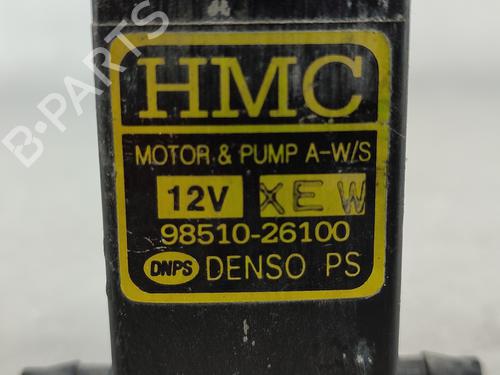 B-PARTS
HMC
MOTOR & PUMP A-W/S
12V XEW
98510-26100
DNPS DENSO PS